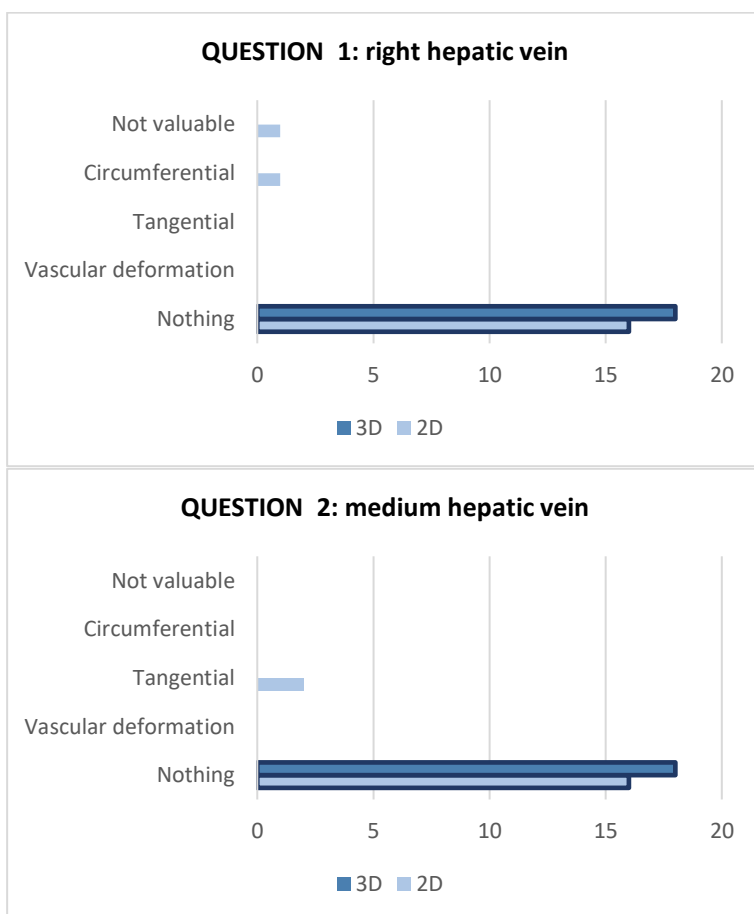 QUESTION 1: right hepatic vein
Not valuable
Circumferential
Tangential
Vascular deformation
Nothing
0 5 10 15 20
3D 2D
QUESTION 2: medium hepatic vein
Not valuable
Circumferential
Tangential
Vascular deformation
Nothing
0 5 10 15 20
3D 2D